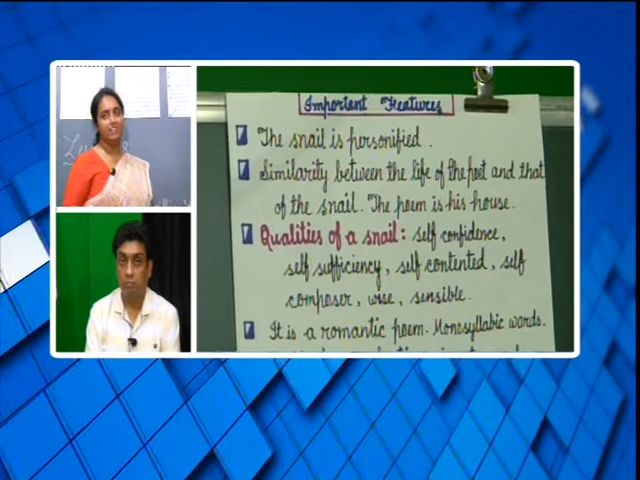 Important Features
The snail is personified.
Similarity between the life of the poet and that
of the snail. The poem is his house.
Qualities of a snail: self confidence,
self sufficiency, self contented, self
composer, wise, sensible.
It is a romantic poem. Monosyllabic words.